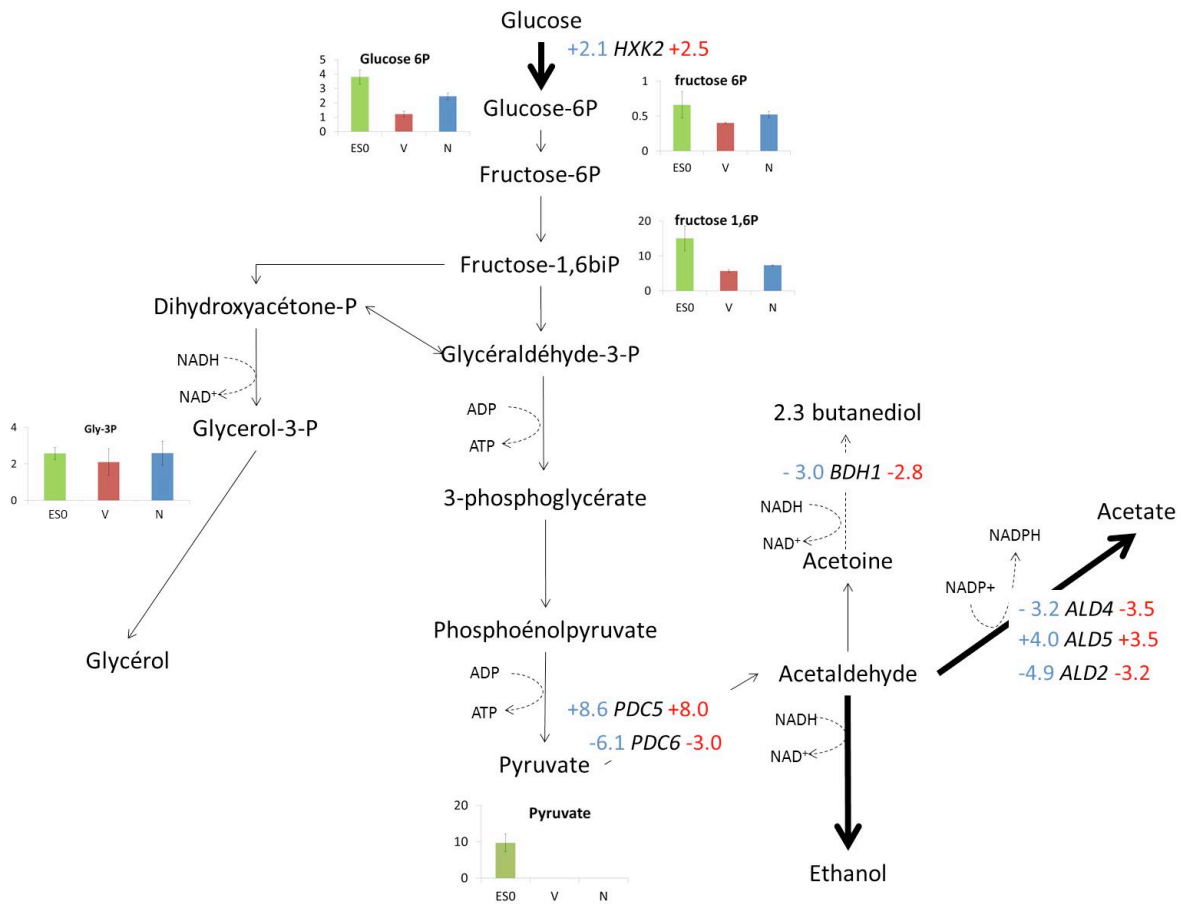 Glucose
+2.1 HXK2 +2.5
Glucose 6P
5
4
3
2
1
0
ES0 V N
Glucose-6P
fructose 6P
1
0.5
0
ES0 V N
Fructose-6P
fructose 1,6P
20
10
0
ES0 V N
Fructose-1,6biP
Dihydroxyacétone-P
Glycéraldéhyde-3-P
NADH
NAD+
ADP
ATP
Glycerol-3-P
Gly-3P
4
2
0
ES0 V N
2.3 butanediol
- 3.0 BDH1 -2.8
3-phosphoglycérate
NADH
NAD+
Acetoine
Acetate
NADPH
NADP+
- 3.2 ALD4 -3.5
+4.0 ALD5 +3.5
-4.9 ALD2 -3.2
Phosphoénolpyruvate
Glycérol
Acetaldehyde
ADP
ATP
+8.6 PDC5 +8.0
-6.1 PDC6 -3.0
NADH
NAD+
Pyruvate
Pyruvate
20
10
0
ES0 V N
Ethanol